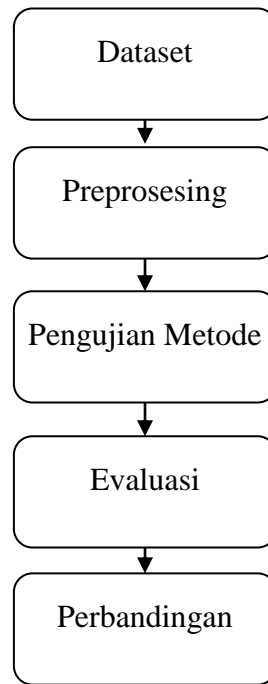 Dataset
Preprosesing
Pengujian Metode
Evaluasi
Perbandingan